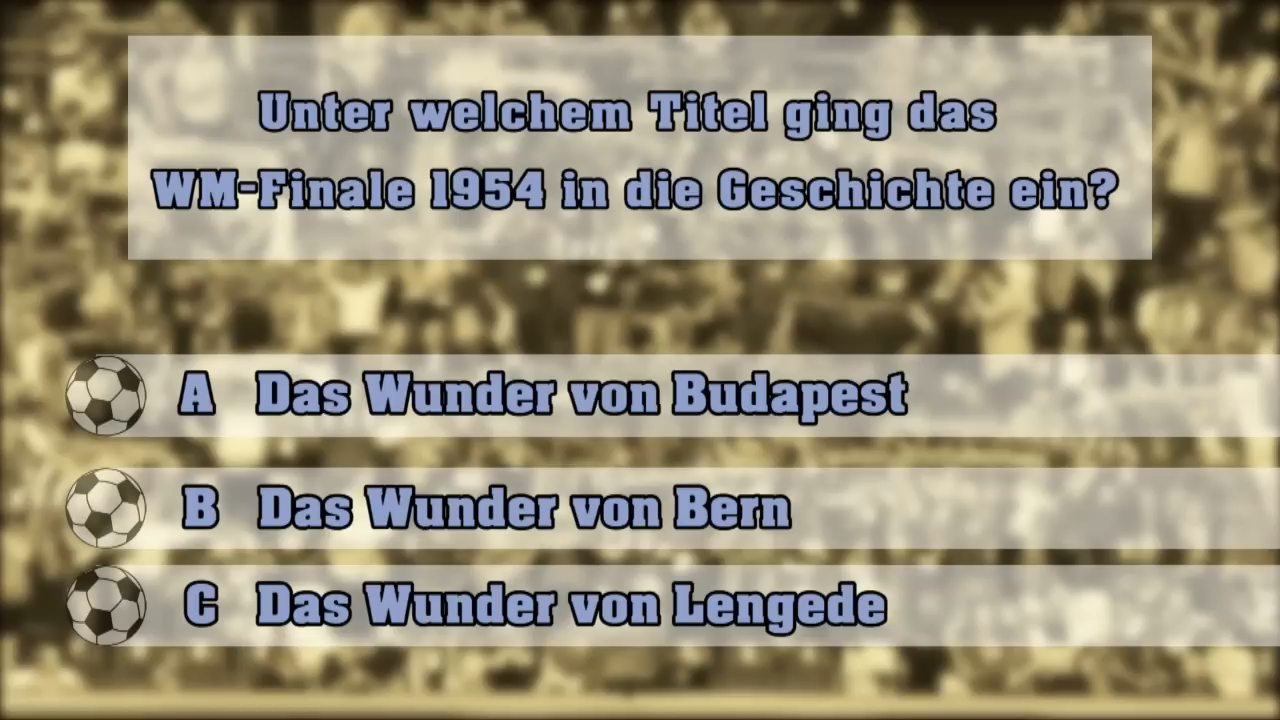 Unter welchem Titel ging das
WM-Finale 1954 in die Geschichte ein?
A Das Wunder von Budapest
B Das Wunder von Bern
C Das Wunder von Lengede